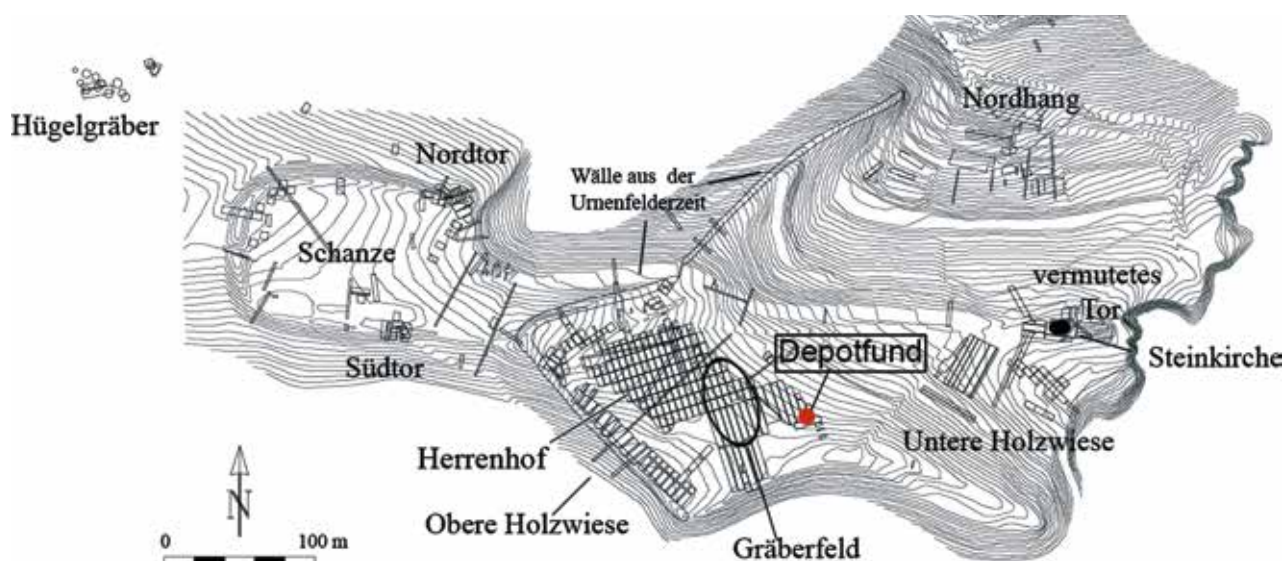 Hügelgräber
Nordtor
Wälle aus der
Urnenfelderzeit
Nordhang
Schanze
vermutetes
Tor
Südtor
Depotfund
Steinkirche
Herrenhof
Untere Holzwiese
Obere Holzwiese
Gräberfeld
N
0 100 m